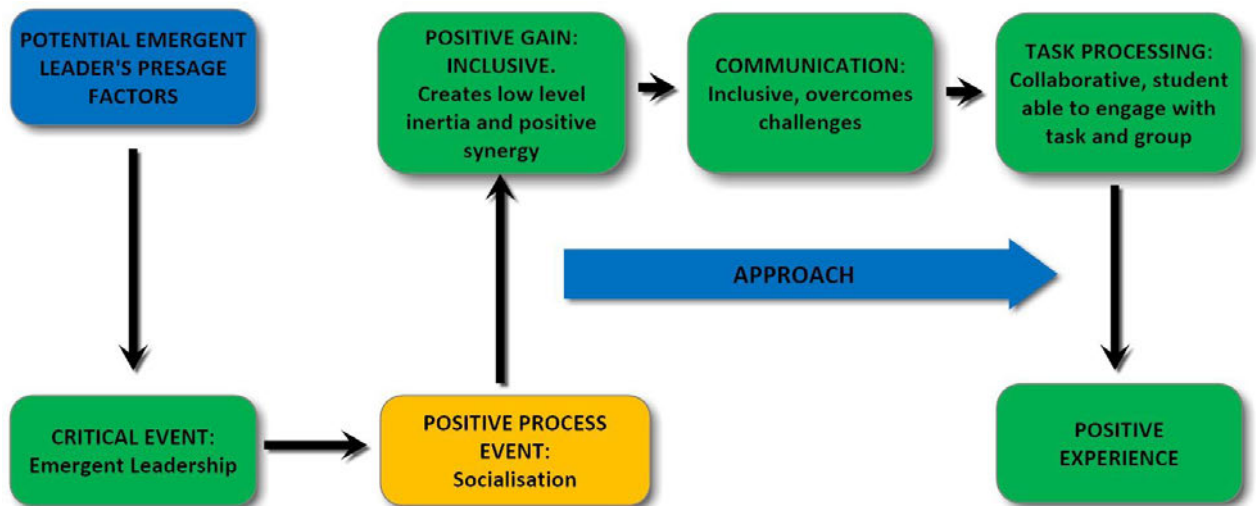 POTENTIAL EMERGENT
LEADER'S PRESAGE
FACTORS
CRITICAL EVENT:
Emergent Leadership
POSITIVE PROCESS
EVENT:
Socialisation
POSITIVE GAIN:
INCLUSIVE.
Creates low level
inertia and positive
synergy
COMMUNICATION:
Inclusive, overcomes
challenges
TASK PROCESSING:
Collaborative, student
able to engage with
task and group
APPROACH
POSITIVE
EXPERIENCE